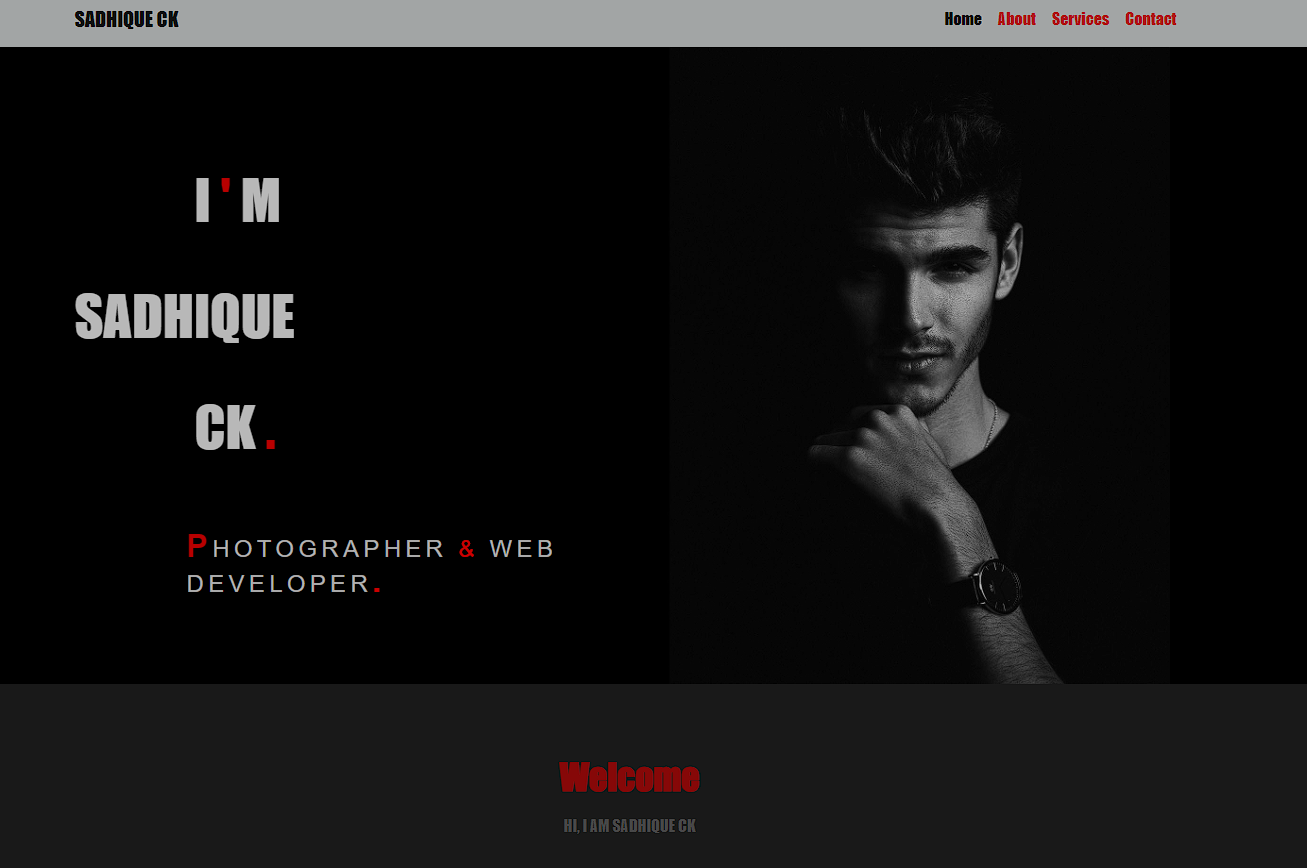 SADHIQUE CK
Home About Services Contact
I ' M
SADHIQUE
CK .
PHOTOGRAPHER & WEB
DEVELOPER.
Welcome
HI, I AM SADHIQUE CK